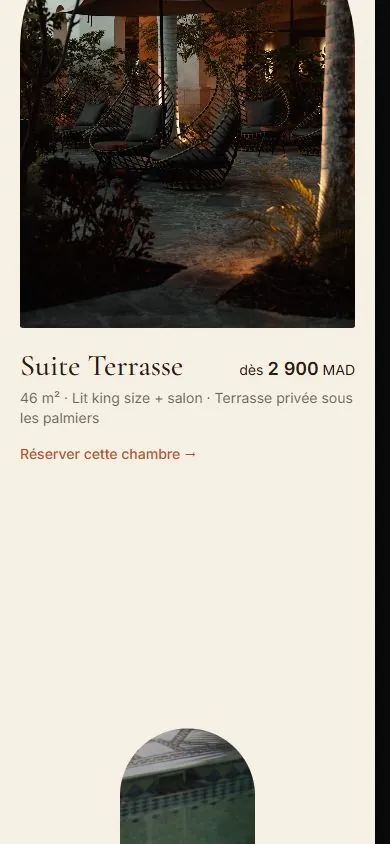 Suite Terrasse
dès 2 900 MAD
46 m² · Lit king size + salon · Terrasse privée sous
les palmiers
Réserver cette chambre →